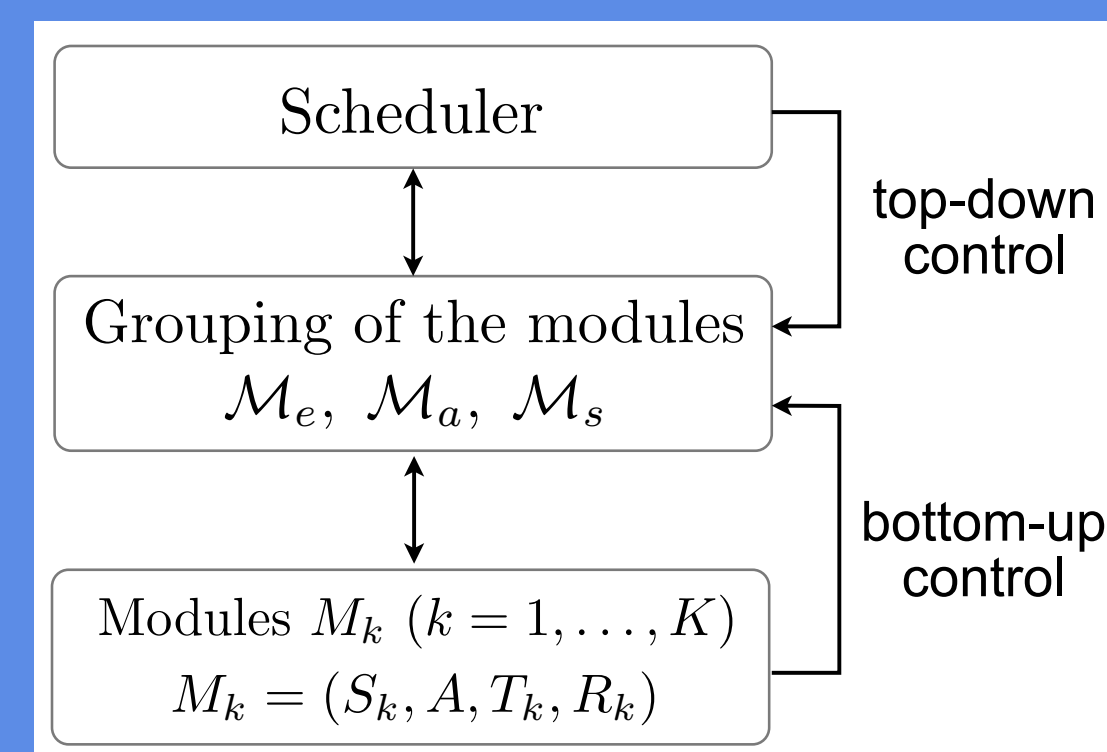 Scheduler
top-down
control
Grouping of the modules
ℳₑ, ℳₐ, ℳₛ
bottom-up
control
Modules Mₖ (k = 1, . . . , K)
Mₖ = (Sₖ, A, Tₖ, Rₖ)